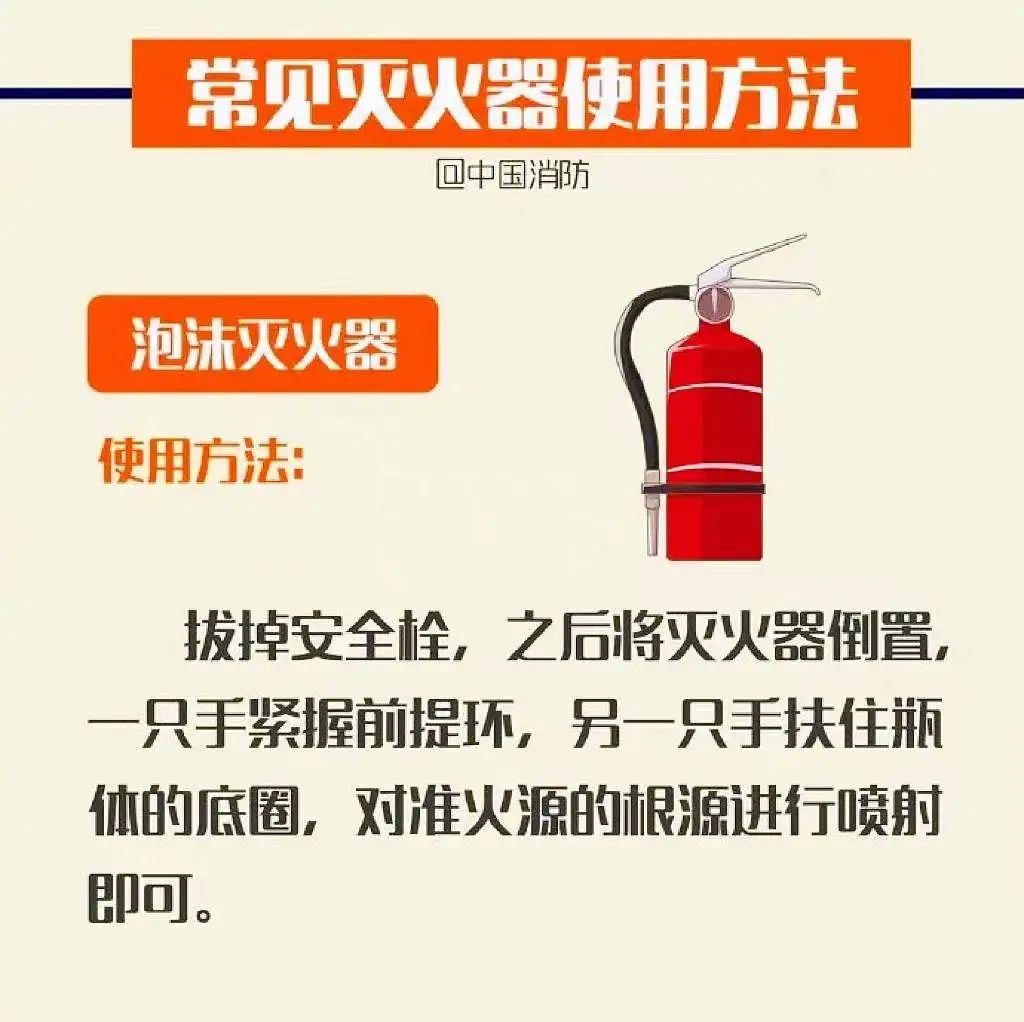 常见灭火器使用方法
@中国消防
泡沫灭火器
使用方法:
拔掉安全栓，之后将灭火器倒置，
一只手紧握前提环，另一只手扶住瓶
体的底圈，对准火源的根源进行喷射
即可。